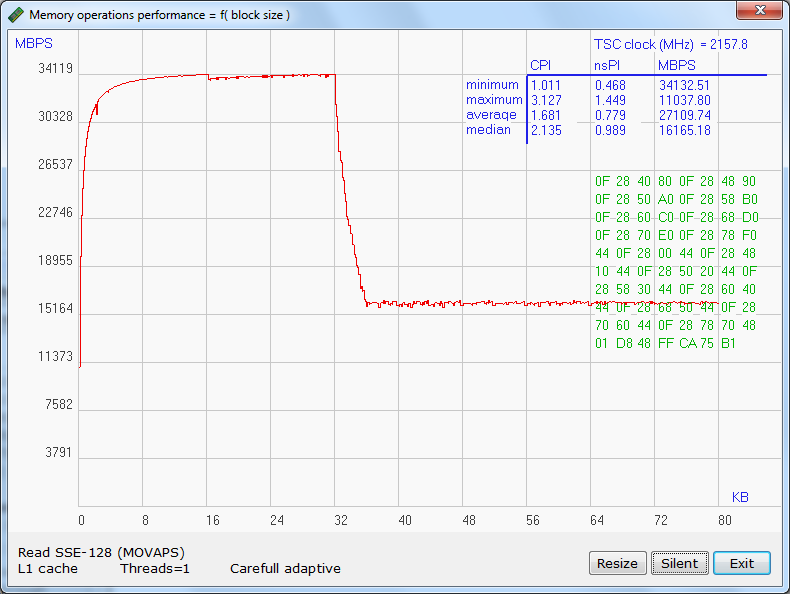 Memory operations performance = f( block size )
MBPS
TSC clock (MHz) = 2157.8
CPI nsPI MBPS
minimum 1.011 0.468 34132.51
maximum 3.127 1.449 11037.80
average 1.681 0.779 27109.74
median 2.135 0.989 16165.18
34119
30328
26537
22746
18955
15164
11373
7582
3791
0F 28 40 80 0F 28 48 90
0F 28 50 A0 0F 28 58 B0
0F 28 60 C0 0F 28 68 D0
0F 28 70 E0 0F 28 78 F0
44 0F 28 00 44 0F 28 48
10 44 0F 28 50 20 44 0F
28 58 30 44 0F 28 60 40
44 0F 28 68 50 44 0F 28
70 60 44 0F 28 78 70 48
01 D8 48 FF CA 75 B1
KB
0 8 16 24 32 40 48 56 64 72 80
Read SSE-128 (MOVAPS)
L1 cache Threads=1 Carefull adaptive
Resize Silent Exit